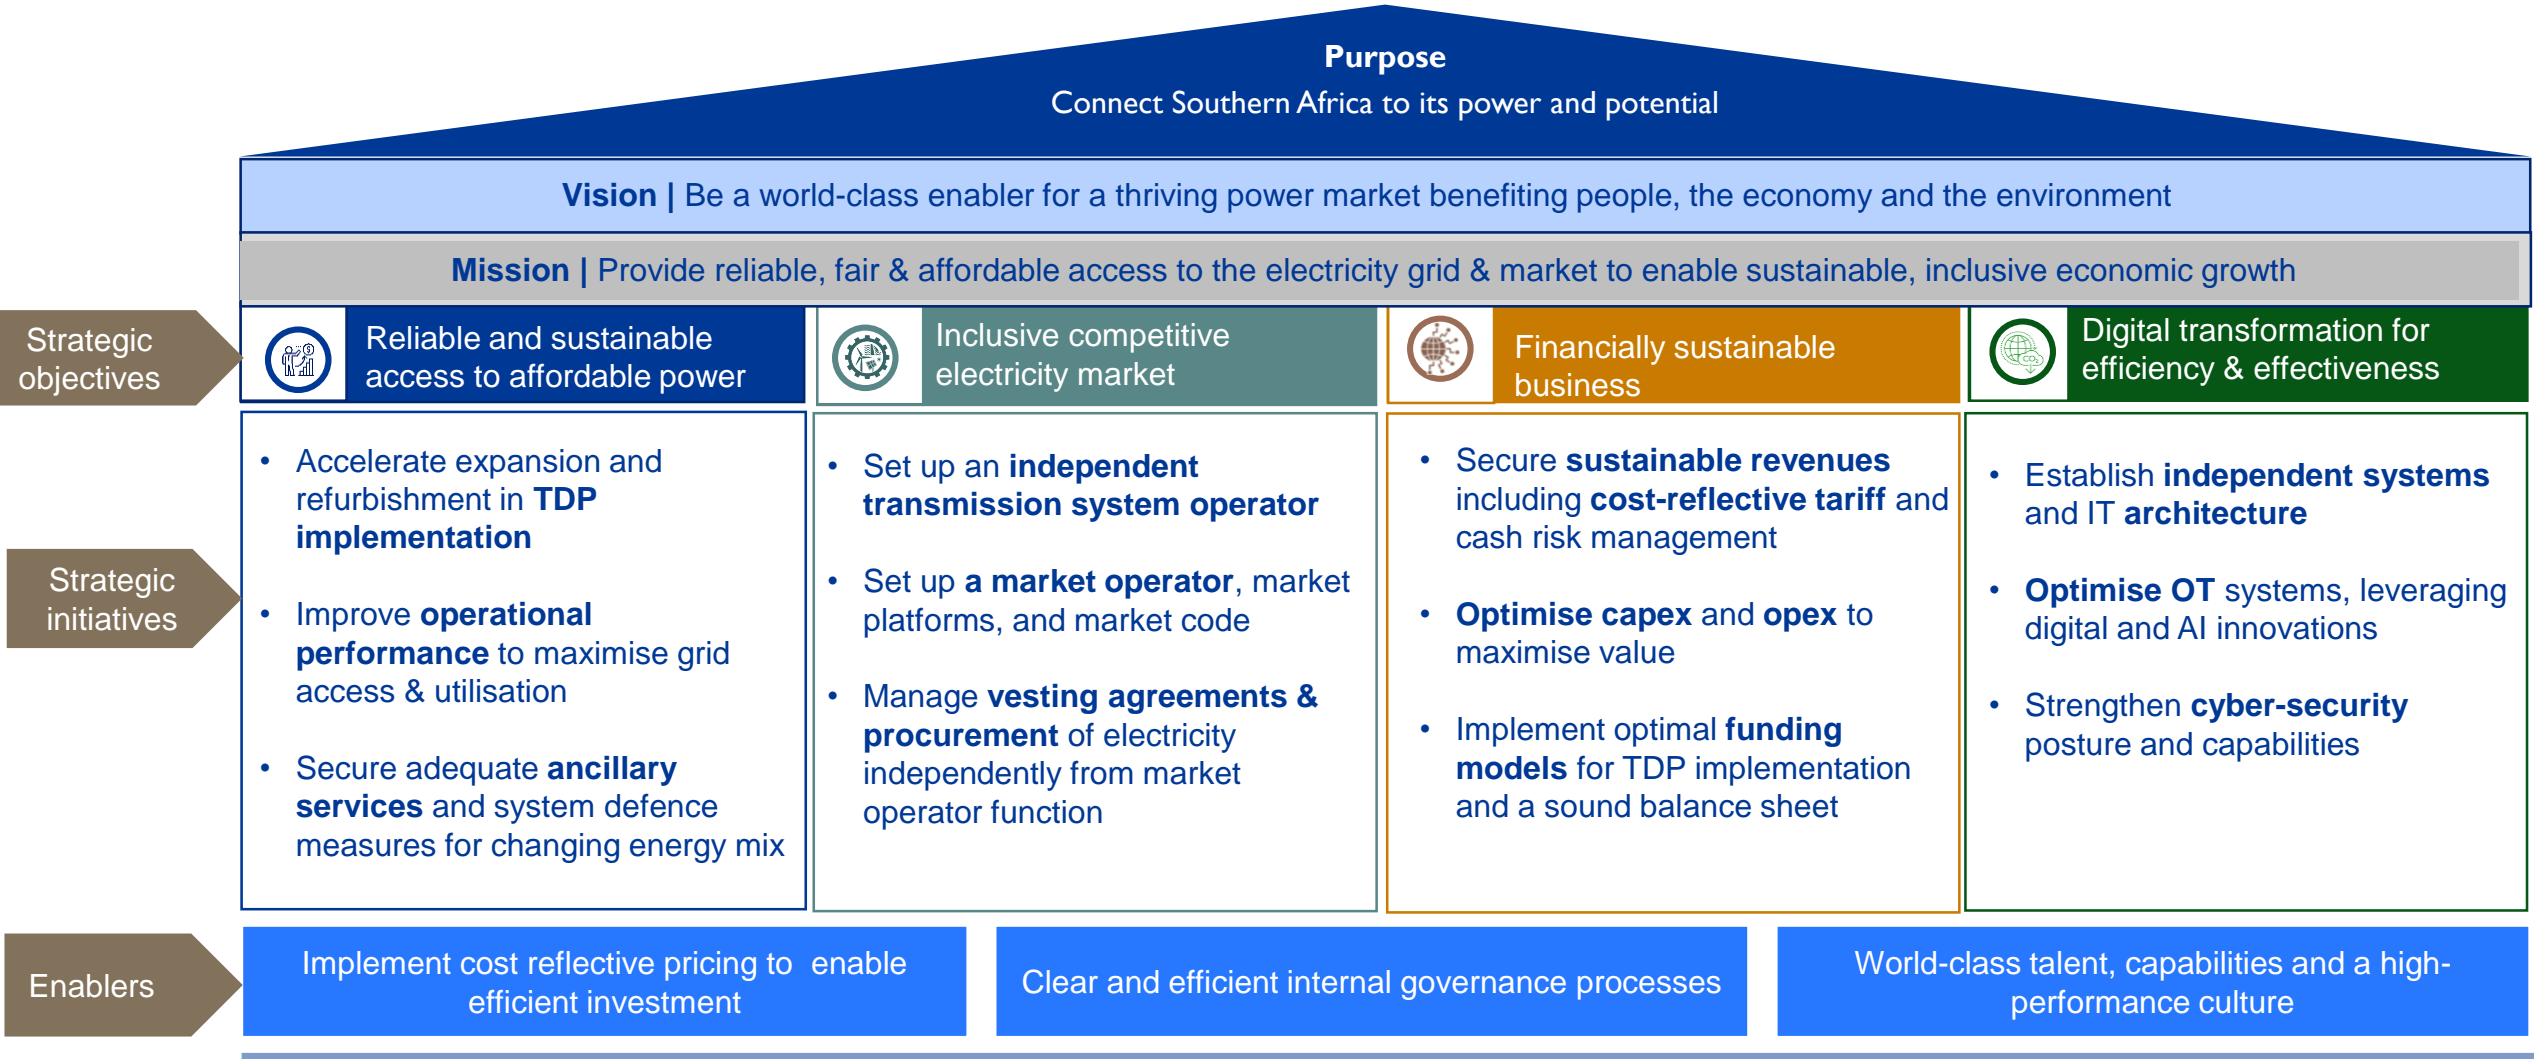 Purpose
Connect Southern Africa to its power and potential
Vision | Be a world-class enabler for a thriving power market benefiting people, the economy and the environment
Mission | Provide reliable, fair & affordable access to the electricity grid & market to enable sustainable, inclusive economic growth
Strategic
objectives
Reliable and sustainable
access to affordable power
Inclusive competitive
electricity market
Financially sustainable
business
Digital transformation for
efficiency & effectiveness
Strategic
initiatives
• Accelerate expansion and
refurbishment in TDP
implementation
• Improve operational
performance to maximise grid
access & utilisation
• Secure adequate ancillary
services and system defence
measures for changing energy mix
• Set up an independent
transmission system operator
• Set up a market operator, market
platforms, and market code
• Manage vesting agreements &
procurement of electricity
independently from market
operator function
• Secure sustainable revenues
including cost-reflective tariff and
cash risk management
• Optimise capex and opex to
maximise value
• Implement optimal funding
models for TDP implementation
and a sound balance sheet
• Establish independent systems
and IT architecture
• Optimise OT systems, leveraging
digital and AI innovations
• Strengthen cyber-security
posture and capabilities
Enablers
Implement cost reflective pricing to enable
efficient investment
Clear and efficient internal governance processes
World-class talent, capabilities and a high-
performance culture